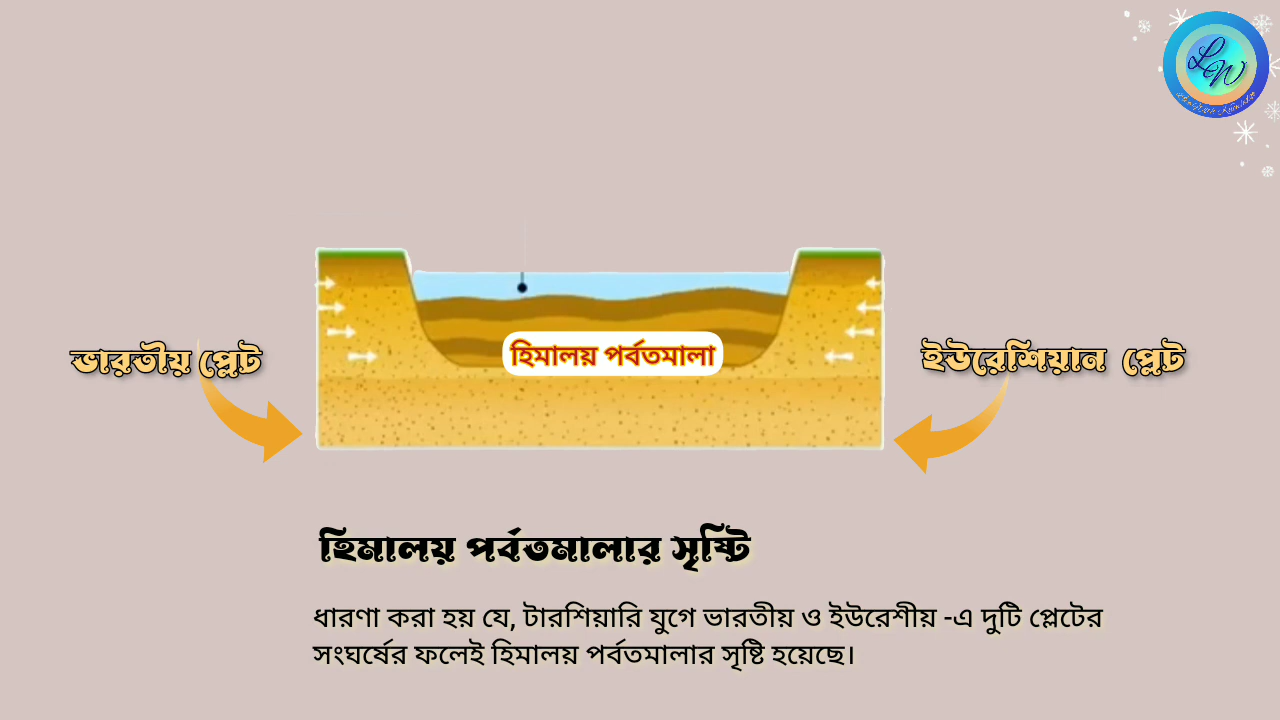 LW
হিমালয় পর্বতমালা
ভারতীয় প্লেট
ইউরেশিয়ান প্লেট
হিমালয় পর্বতমালার সৃষ্টি
ধারণা করা হয় যে, টারশিয়ারি যুগে ভারতীয় ও ইউরেশীয় -এ দুটি প্লেটের
সংঘর্ষের ফলেই হিমালয় পর্বতমালার সৃষ্টি হয়েছে।